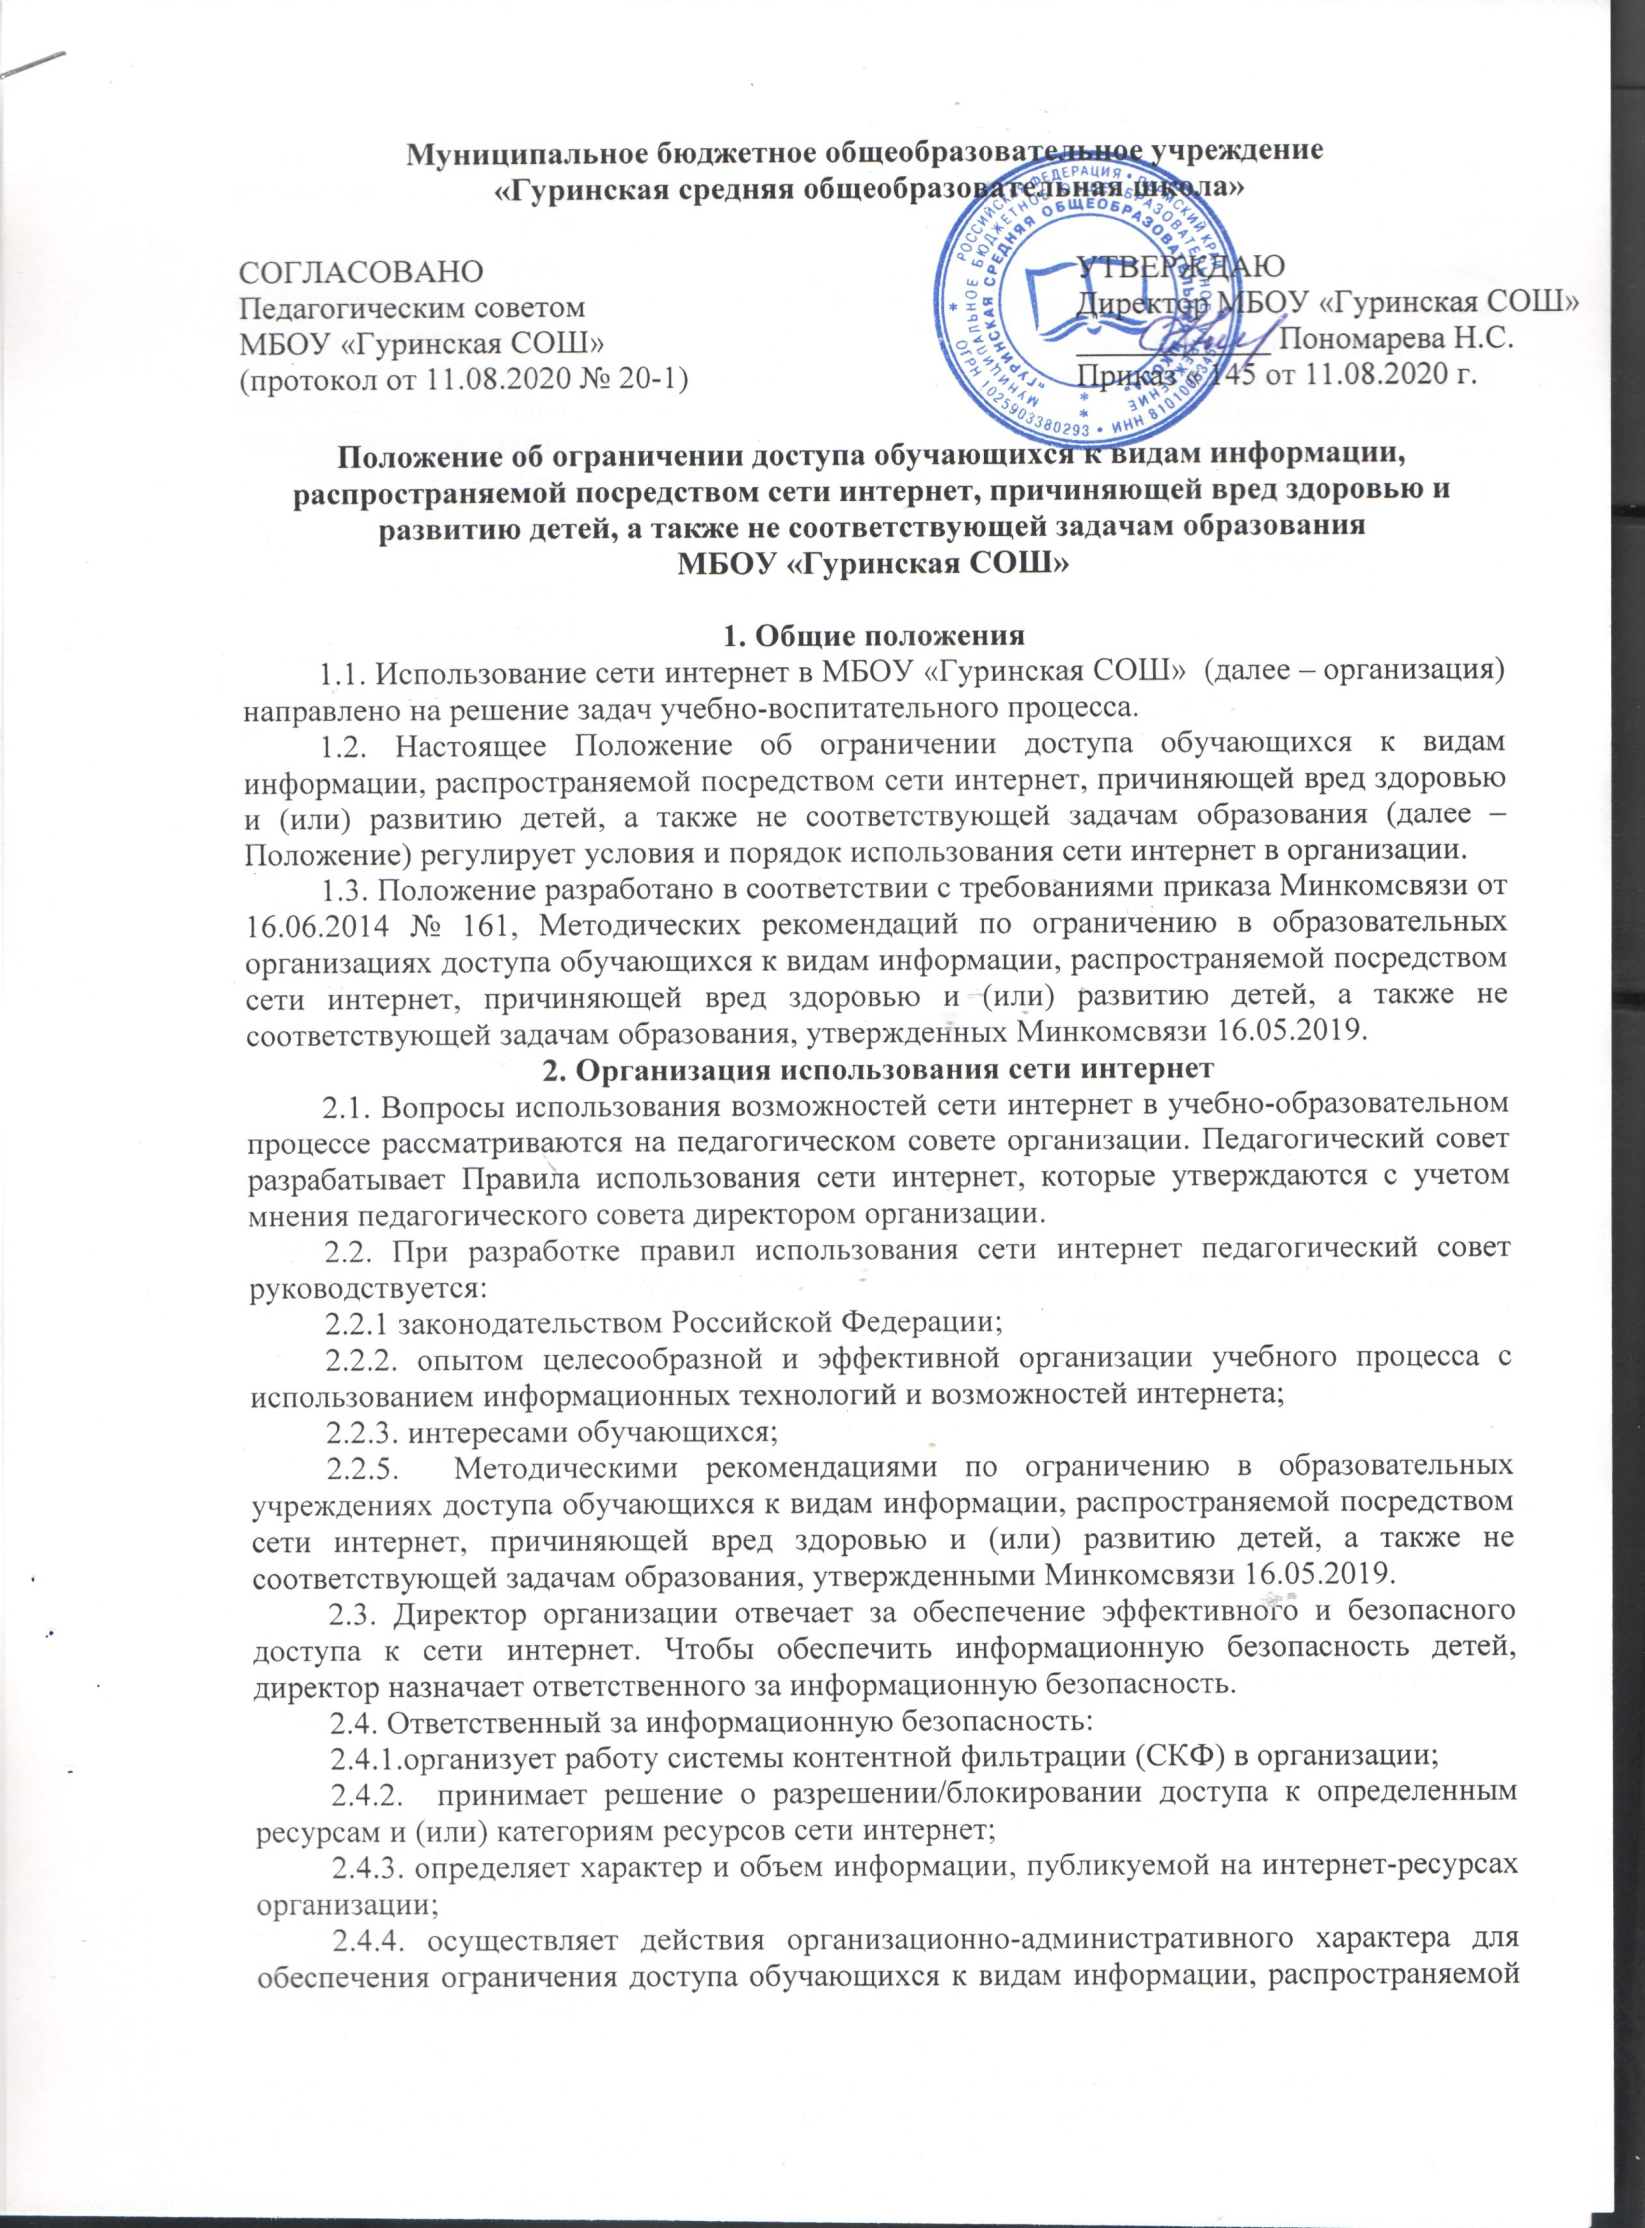 Муниципальное бюджетное общеобразовательное учреждение
«Гуринская средняя общеобразовательная школа»
СОГЛАСОВАНО
Педагогическим советом
МБОУ «Гуринская СОШ»
(протокол от 11.08.2020 № 20-1)
УТВЕРЖДАЮ
Директор МБОУ «Гуринская СОШ»
____________ Пономарева Н.С.
Приказ « 145 от 11.08.2020 г.
РОССИЙСКАЯ ФЕДЕРАЦИЯ • ПЕРМСКИЙ КРАЙ
МУНИЦИПАЛЬНОЕ БЮДЖЕТНОЕ ОБЩЕОБРАЗОВАТЕЛЬНОЕ УЧРЕЖДЕНИЕ
"ГУРИНСКАЯ СРЕДНЯЯ ОБЩЕОБРАЗОВАТЕЛЬНАЯ ШКОЛА"
ОГРН 1025903380293 • ИНН
Положение об ограничении доступа обучающихся к видам информации,
распространяемой посредством сети интернет, причиняющей вред здоровью и
развитию детей, а также не соответствующей задачам образования
МБОУ «Гуринская СОШ»
1. Общие положения
1.1. Использование сети интернет в МБОУ «Гуринская СОШ» (далее – организация)
направлено на решение задач учебно-воспитательного процесса.
1.2. Настоящее Положение об ограничении доступа обучающихся к видам
информации, распространяемой посредством сети интернет, причиняющей вред здоровью
и (или) развитию детей, а также не соответствующей задачам образования (далее –
Положение) регулирует условия и порядок использования сети интернет в организации.
1.3. Положение разработано в соответствии с требованиями приказа Минкомсвязи от
16.06.2014 № 161, Методических рекомендаций по ограничению в образовательных
организациях доступа обучающихся к видам информации, распространяемой посредством
сети интернет, причиняющей вред здоровью и (или) развитию детей, а также не
соответствующей задачам образования, утвержденных Минкомсвязи 16.05.2019.
2. Организация использования сети интернет
2.1. Вопросы использования возможностей сети интернет в учебно-образовательном
процессе рассматриваются на педагогическом совете организации. Педагогический совет
разрабатывает Правила использования сети интернет, которые утверждаются с учетом
мнения педагогического совета директором организации.
2.2. При разработке правил использования сети интернет педагогический совет
руководствуется:
2.2.1 законодательством Российской Федерации;
2.2.2. опытом целесообразной и эффективной организации учебного процесса с
использованием информационных технологий и возможностей интернета;
2.2.3. интересами обучающихся;
2.2.5. Методическими рекомендациями по ограничению в образовательных
учреждениях доступа обучающихся к видам информации, распространяемой посредством
сети интернет, причиняющей вред здоровью и (или) развитию детей, а также не
соответствующей задачам образования, утвержденными Минкомсвязи 16.05.2019.
2.3. Директор организации отвечает за обеспечение эффективного и безопасного
доступа к сети интернет. Чтобы обеспечить информационную безопасность детей,
директор назначает ответственного за информационную безопасность.
2.4. Ответственный за информационную безопасность:
2.4.1.организует работу системы контентной фильтрации (СКФ) в организации;
2.4.2. принимает решение о разрешении/блокировании доступа к определенным
ресурсам и (или) категориям ресурсов сети интернет;
2.4.3. определяет характер и объем информации, публикуемой на интернет-ресурсах
организации;
2.4.4. осуществляет действия организационно-административного характера для
обеспечения ограничения доступа обучающихся к видам информации, распространяемой